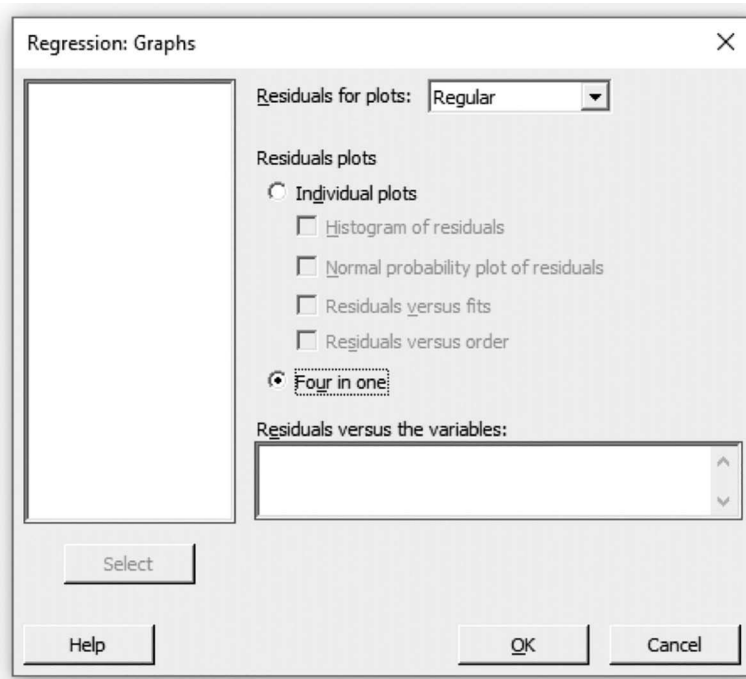 Regression: Graphs
Residuals for plots: Regular
Residuals plots
Individual plots
Histogram of residuals
Normal probability plot of residuals
Residuals versus fits
Residuals versus order
Four in one
Residuals versus the variables:
Select
Help OK Cancel